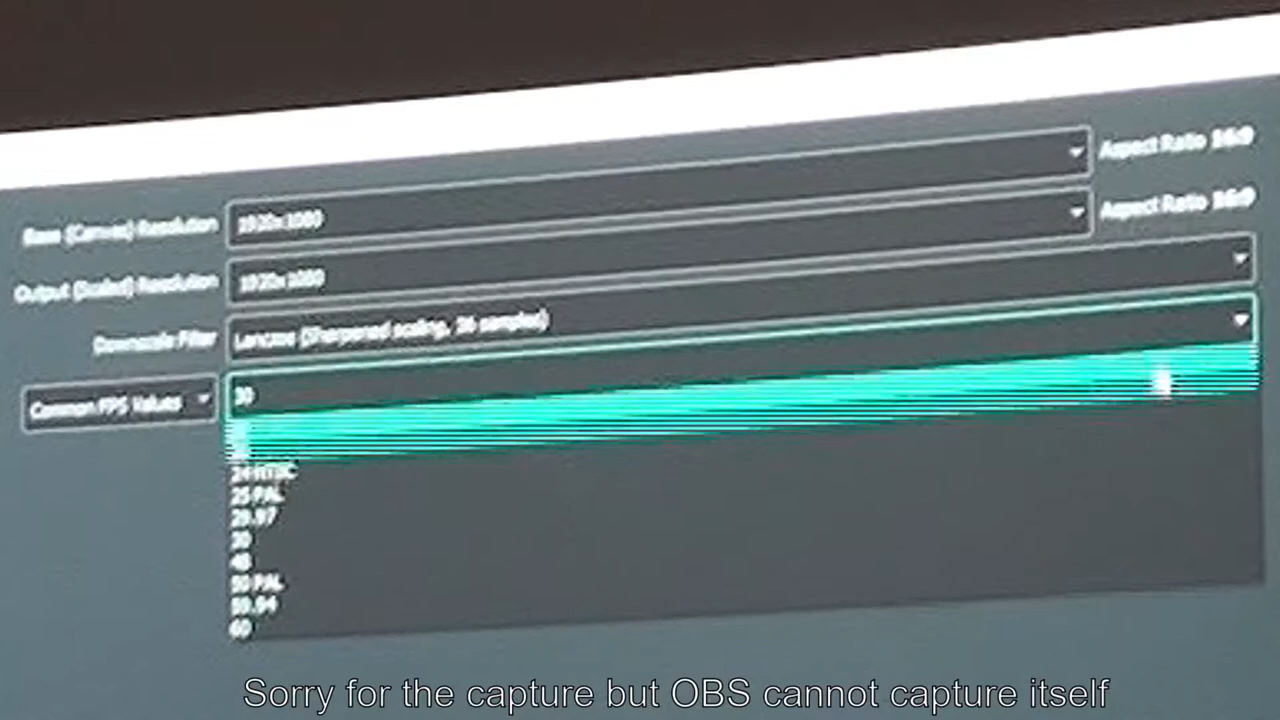 Aspect Ratio 16:9
Base (Canvas) Resolution 1920x1080
Aspect Ratio 16:9
Output (Scaled) Resolution 1920x1080
Downscale Filter Lanczos (Sharpened scaling, 36 samples)
Common FPS Values 30
24 NTSC
25 PAL
29.97
30
48
50 PAL
59.94
60
Sorry for the capture but OBS cannot capture itself